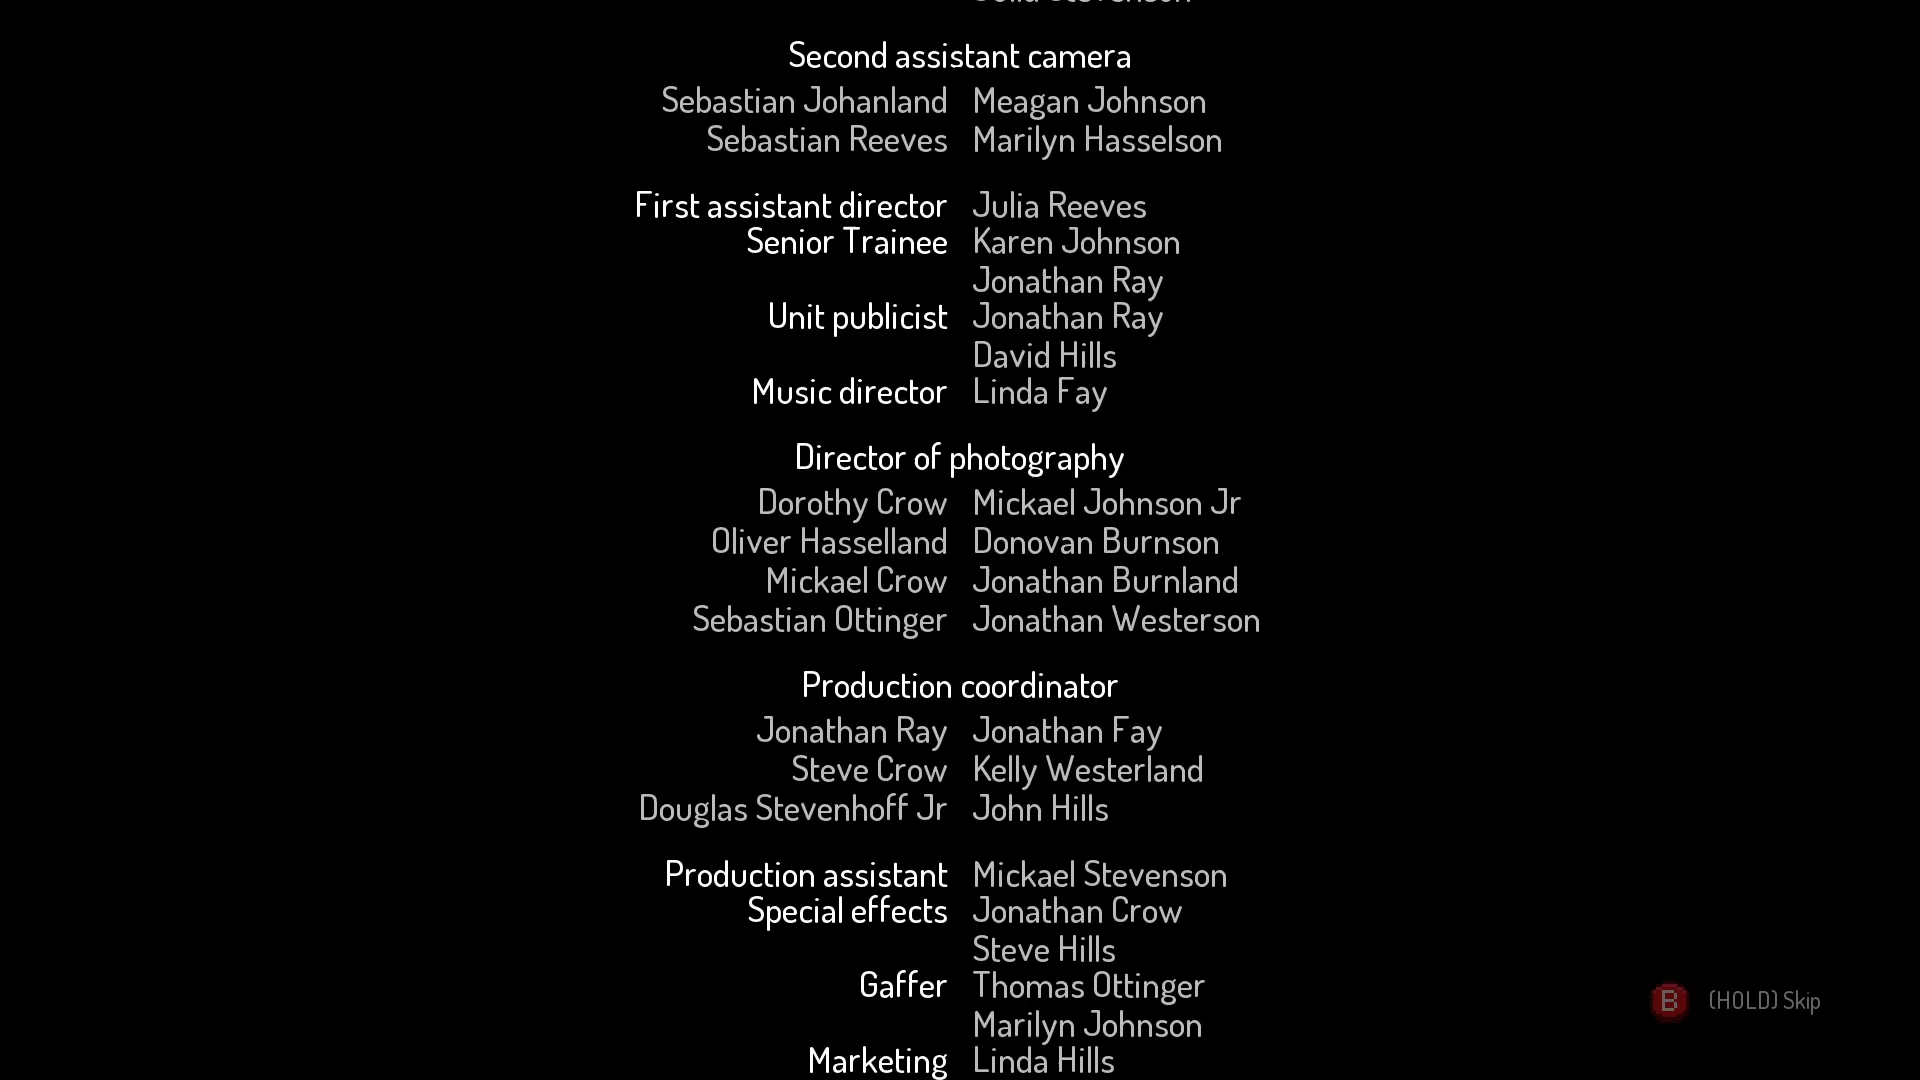 Second assistant camera
Sebastian Johanland Meagan Johnson
Sebastian Reeves Marilyn Hasselson
First assistant director Julia Reeves
Senior Trainee Karen Johnson
Jonathan Ray
Unit publicist Jonathan Ray
David Hills
Music director Linda Fay
Director of photography
Dorothy Crow Mickael Johnson Jr
Oliver Hasselland Donovan Burnson
Mickael Crow Jonathan Burnland
Sebastian Ottinger Jonathan Westerson
Production coordinator
Jonathan Ray Jonathan Fay
Steve Crow Kelly Westerland
Douglas Stevenhoff Jr John Hills
Production assistant Mickael Stevenson
Special effects Jonathan Crow
Steve Hills
Gaffer Thomas Ottinger
B (HOLD) Skip
Marilyn Johnson
Marketing Linda Hills